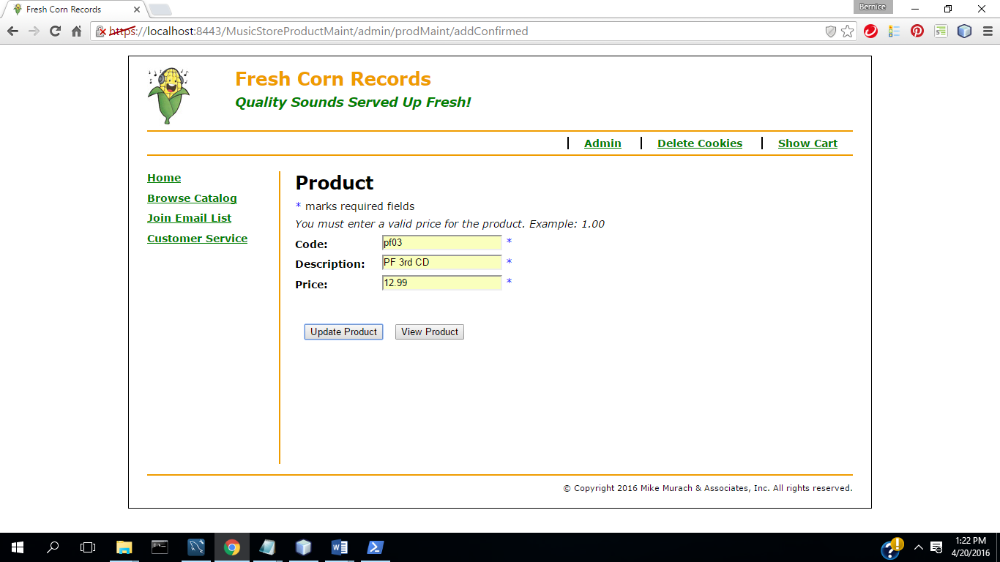 Fresh Corn Records
Bernice
https://localhost:8443/MusicStoreProductMaint/admin/prodMaint/addConfirmed
Fresh Corn Records
Quality Sounds Served Up Fresh!
Admin Delete Cookies Show Cart
Home
Browse Catalog
Join Email List
Customer Service
Product
* marks required fields
You must enter a valid price for the product. Example: 1.00
Code: pf03 *
Description: PF 3rd CD *
Price: 12.99 *
Update Product View Product
© Copyright 2016 Mike Murach & Associates, Inc. All rights reserved.
1:22 PM
4/20/2016